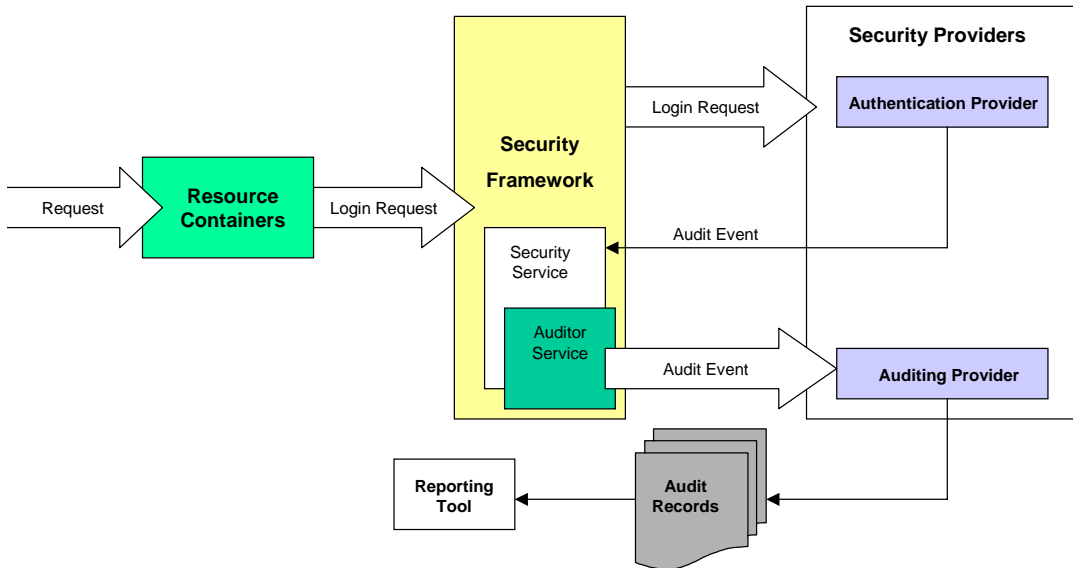 Security Providers
Authentication Provider
Login Request
Security
Framework
Resource
Containers
Request
Login Request
Audit Event
Security
Service
Auditor
Service
Audit Event
Auditing Provider
Reporting
Tool
Audit
Records